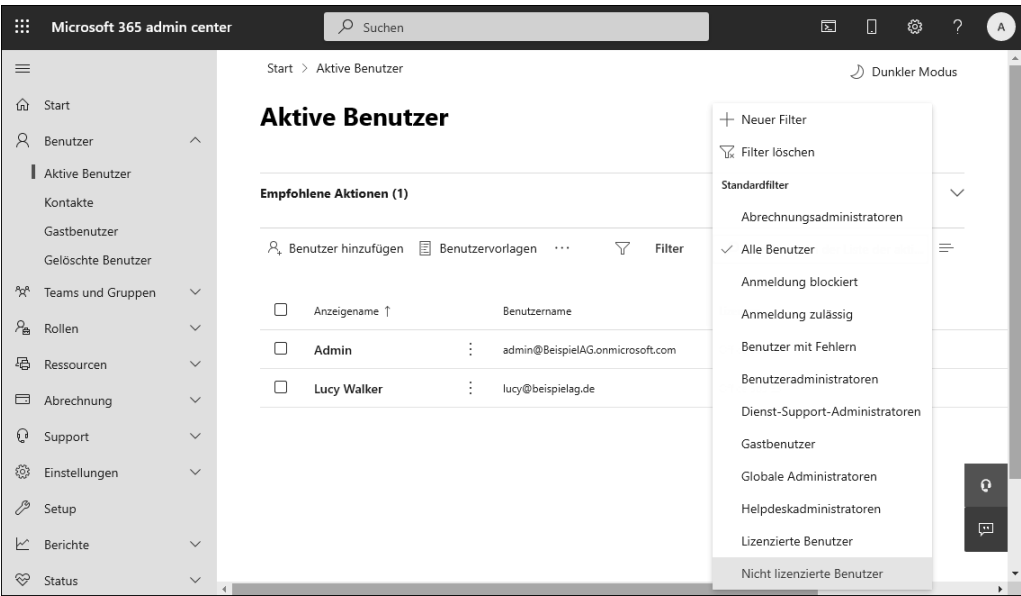 Microsoft 365 admin center
Suchen
A
Start > Aktive Benutzer
Dunkler Modus
Start
Benutzer
Aktive Benutzer
Kontakte
Gastbenutzer
Gelöschte Benutzer
Teams und Gruppen
Rollen
Ressourcen
Abrechnung
Support
Einstellungen
Setup
Berichte
Status
Aktive Benutzer
Empfohlene Aktionen (1)
Benutzer hinzufügen Benutzervorlagen ... Filter
Anzeigename ↑ Benutzername
Admin admin@BeispielAG.onmicrosoft.com
Lucy Walker lucy@beispielag.de
Neuer Filter
Filter löschen
Standardfilter
Abrechnungsadministratoren
Alle Benutzer
Anmeldung blockiert
Anmeldung zulässig
Benutzer mit Fehlern
Benutzeradministratoren
Dienst-Support-Administratoren
Gastbenutzer
Globale Administratoren
Helpdeskadministratoren
Lizenzierte Benutzer
Nicht lizenzierte Benutzer